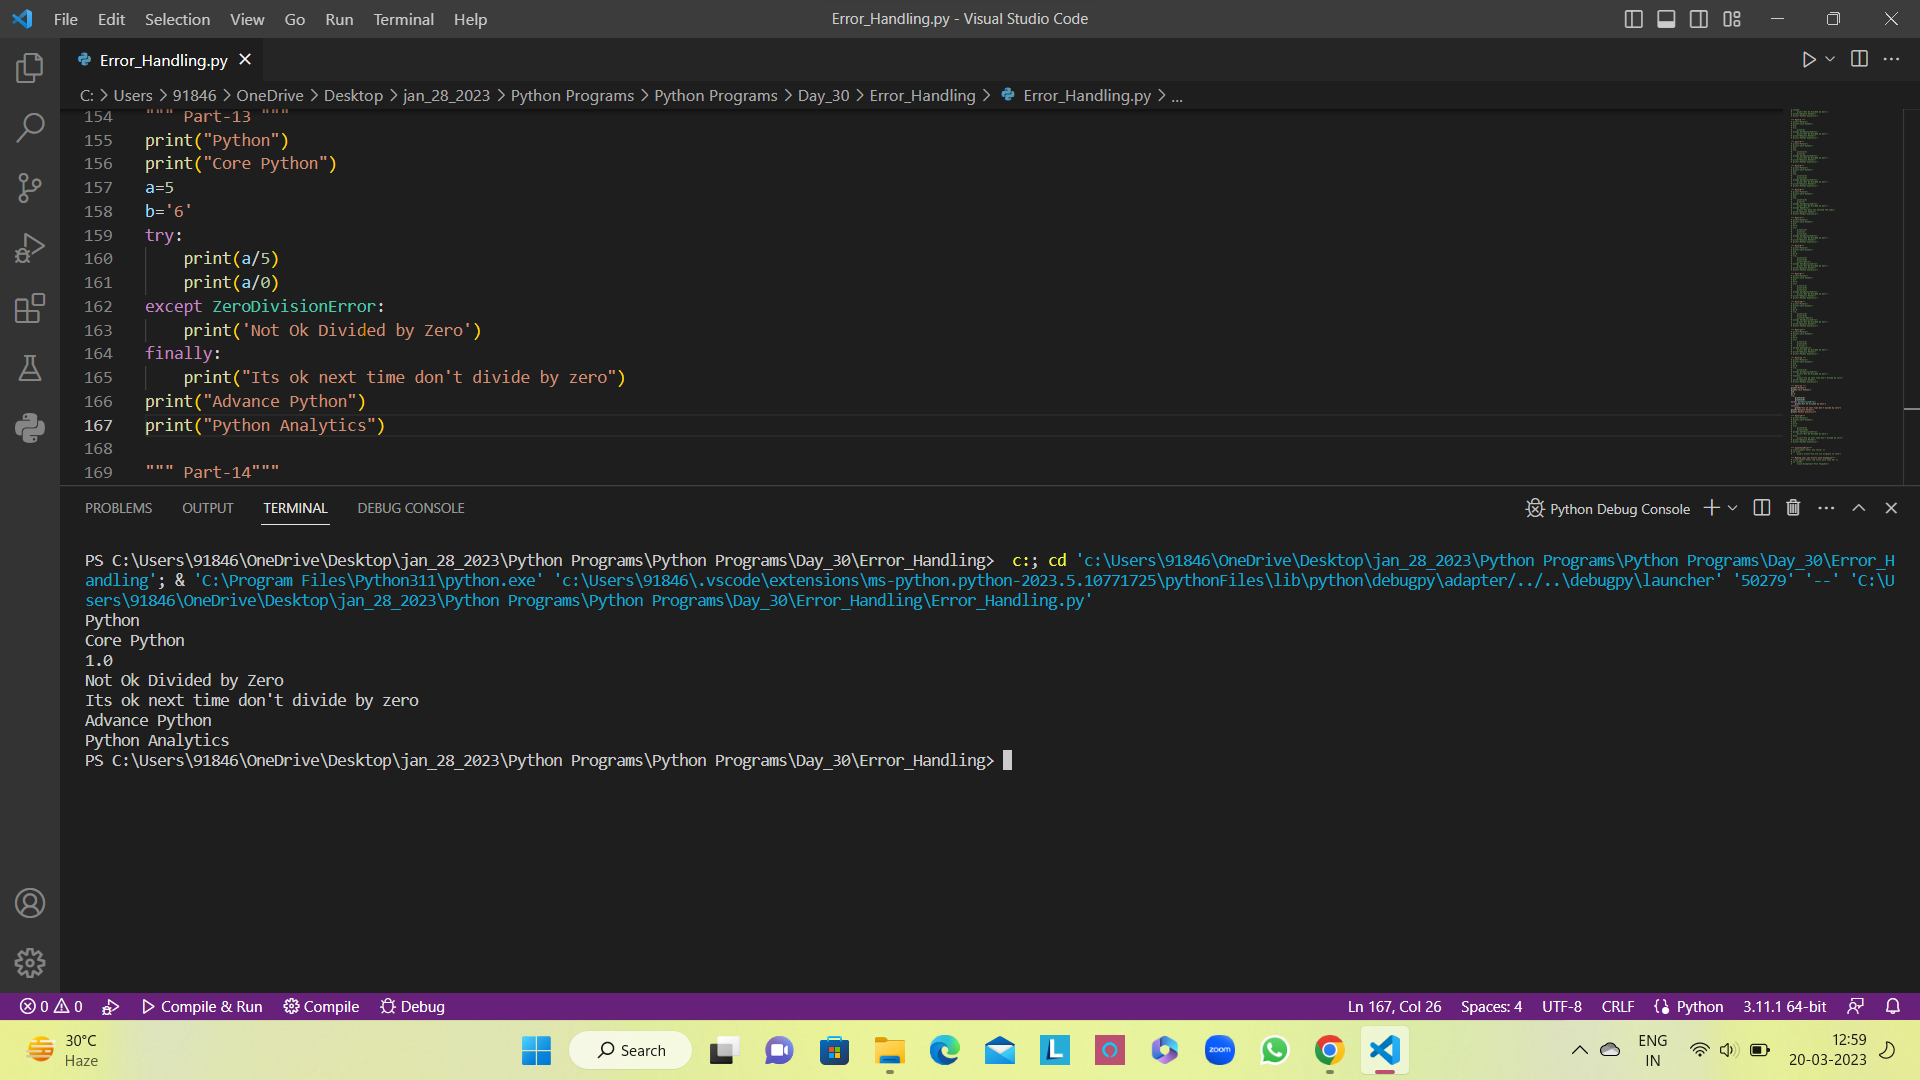 File Edit Selection View Go Run Terminal Help
Error_Handling.py - Visual Studio Code
Error_Handling.py
C: > Users > 91846 > OneDrive > Desktop > jan_28_2023 > Python Programs > Python Programs > Day_30 > Error_Handling > Error_Handling.py > ...
154 """ Part-13 """
155 print("Python")
156 print("Core Python")
157 a=5
158 b='6'
159 try:
160     print(a/5)
161     print(a/0)
162 except ZeroDivisionError:
163     print('Not Ok Divided by Zero')
164 finally:
165     print("Its ok next time don't divide by zero")
166 print("Advance Python")
167 print("Python Analytics")
168
169 """ Part-14"""
PROBLEMS OUTPUT TERMINAL DEBUG CONSOLE
Python Debug Console
PS C:\Users\91846\OneDrive\Desktop\jan_28_2023\Python Programs\Python Programs\Day_30\Error_Handling>  c:; cd 'c:\Users\91846\OneDrive\Desktop\jan_28_2023\Python Programs\Python Programs\Day_30\Error_H
andling'; & 'C:\Program Files\Python311\python.exe' 'c:\Users\91846\.vscode\extensions\ms-python.python-2023.5.10771725\pythonFiles\lib\python\debugpy\adapter/../..\debugpy\launcher' '50279' '--' 'C:\U
sers\91846\OneDrive\Desktop\jan_28_2023\Python Programs\Python Programs\Day_30\Error_Handling\Error_Handling.py'
Python
Core Python
1.0
Not Ok Divided by Zero
Its ok next time don't divide by zero
Advance Python
Python Analytics
PS C:\Users\91846\OneDrive\Desktop\jan_28_2023\Python Programs\Python Programs\Day_30\Error_Handling>
0 0 Compile & Run Compile Debug
Ln 167, Col 26 Spaces: 4 UTF-8 CRLF Python 3.11.1 64-bit
30°C
Haze
Search
zoom
ENG
IN
12:59
20-03-2023